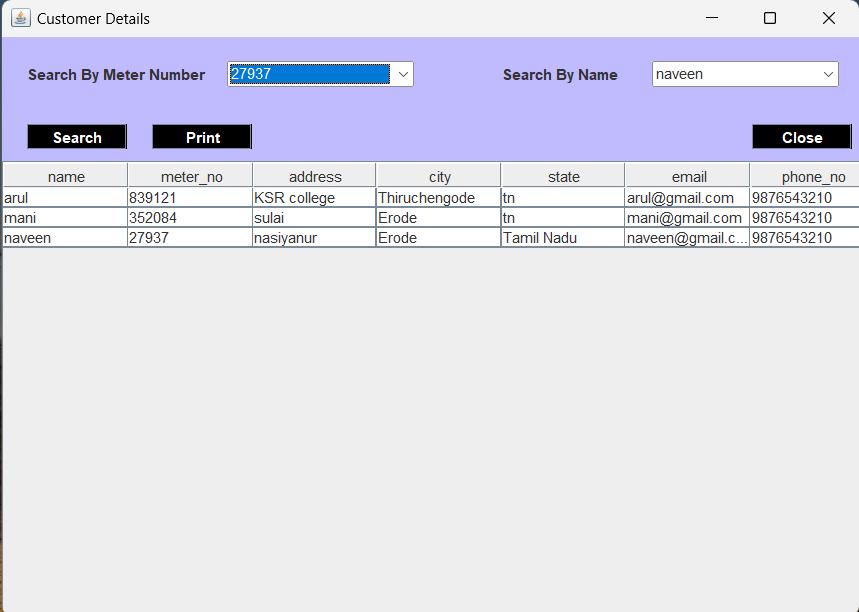 Customer Details
Search By Meter Number 27937 Search By Name naveen
Search Print Close
name meter_no address city state email phone_no
arul 839121 KSR college Thiruchengode tn arul@gmail.com 9876543210
mani 352084 sulai Erode tn mani@gmail.com 9876543210
naveen 27937 nasiyanur Erode Tamil Nadu naveen@gmail.c... 9876543210